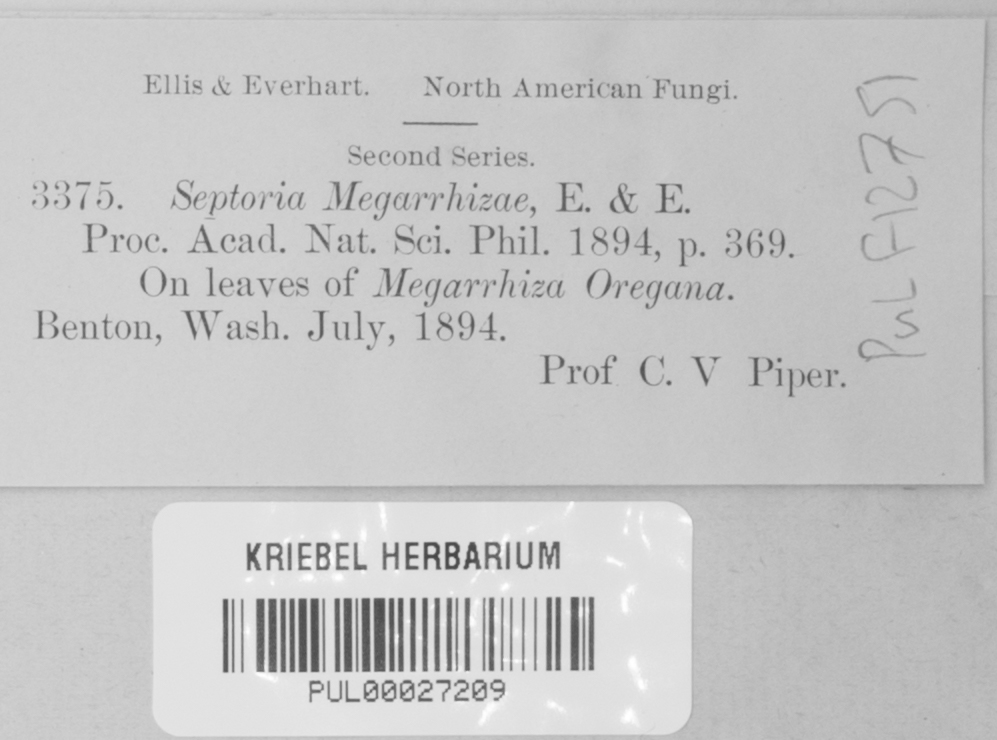 Ellis & Everhart. North American Fungi.
Second Series.
3375. Septoria Megarrhizae, E. & E.
Proc. Acad. Nat. Sci. Phil. 1894, p. 369.
On leaves of Megarrhiza Oregana.
Benton, Wash. July, 1894.
Prof C. V Piper.
PUL F12751
KRIEBEL HERBARIUM
PUL00027209